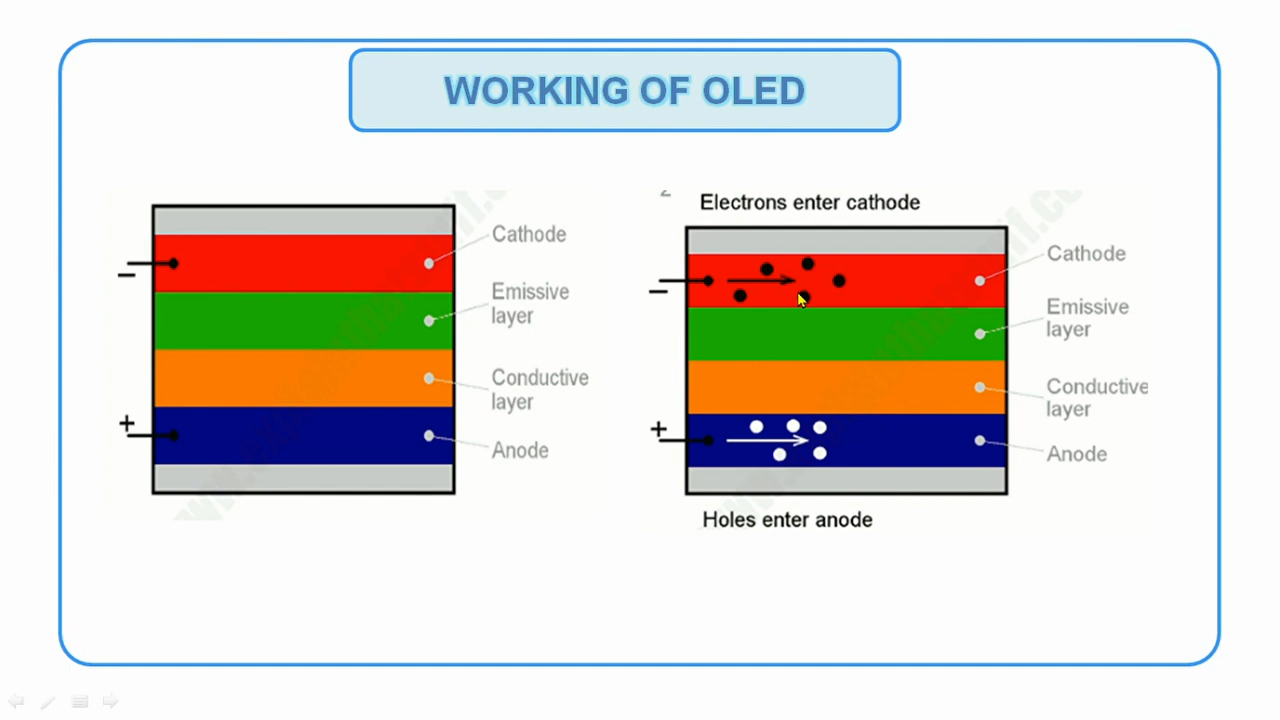 WORKING OF OLED
Cathode
Emissive
layer
Conductive
layer
Anode
−
+
2
Electrons enter cathode
Cathode
Emissive
layer
Conductive
layer
Anode
−
+
Holes enter anode